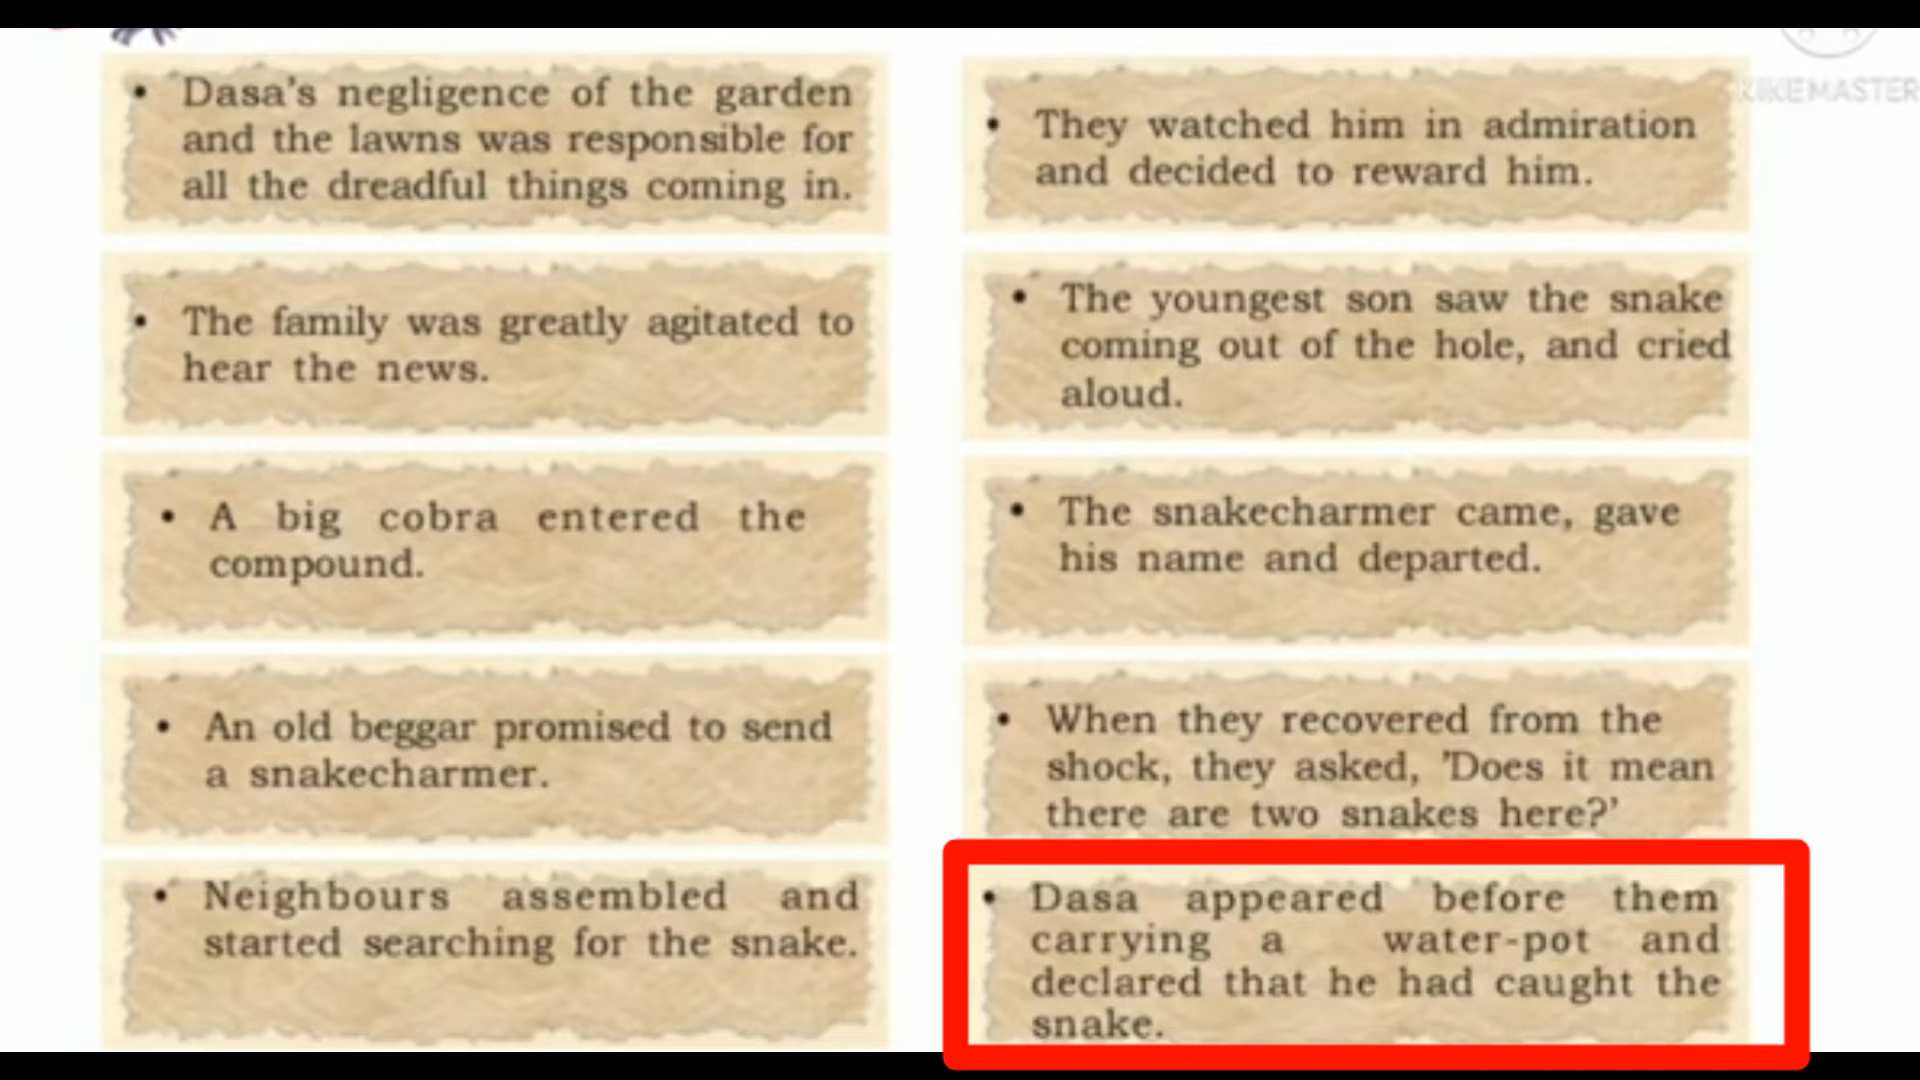 • Dasa's negligence of the garden
and the lawns was responsible for
all the dreadful things coming in.
• The family was greatly agitated to
hear the news.
• A big cobra entered the
compound.
• An old beggar promised to send
a snakecharmer.
• Neighbours assembled and
started searching for the snake.
KINEMASTER
• They watched him in admiration
and decided to reward him.
• The youngest son saw the snake
coming out of the hole, and cried
aloud.
• The snakecharmer came, gave
his name and departed.
• When they recovered from the
shock, they asked, 'Does it mean
there are two snakes here?'
• Dasa appeared before them
carrying a water-pot and
declared that he had caught the
snake.